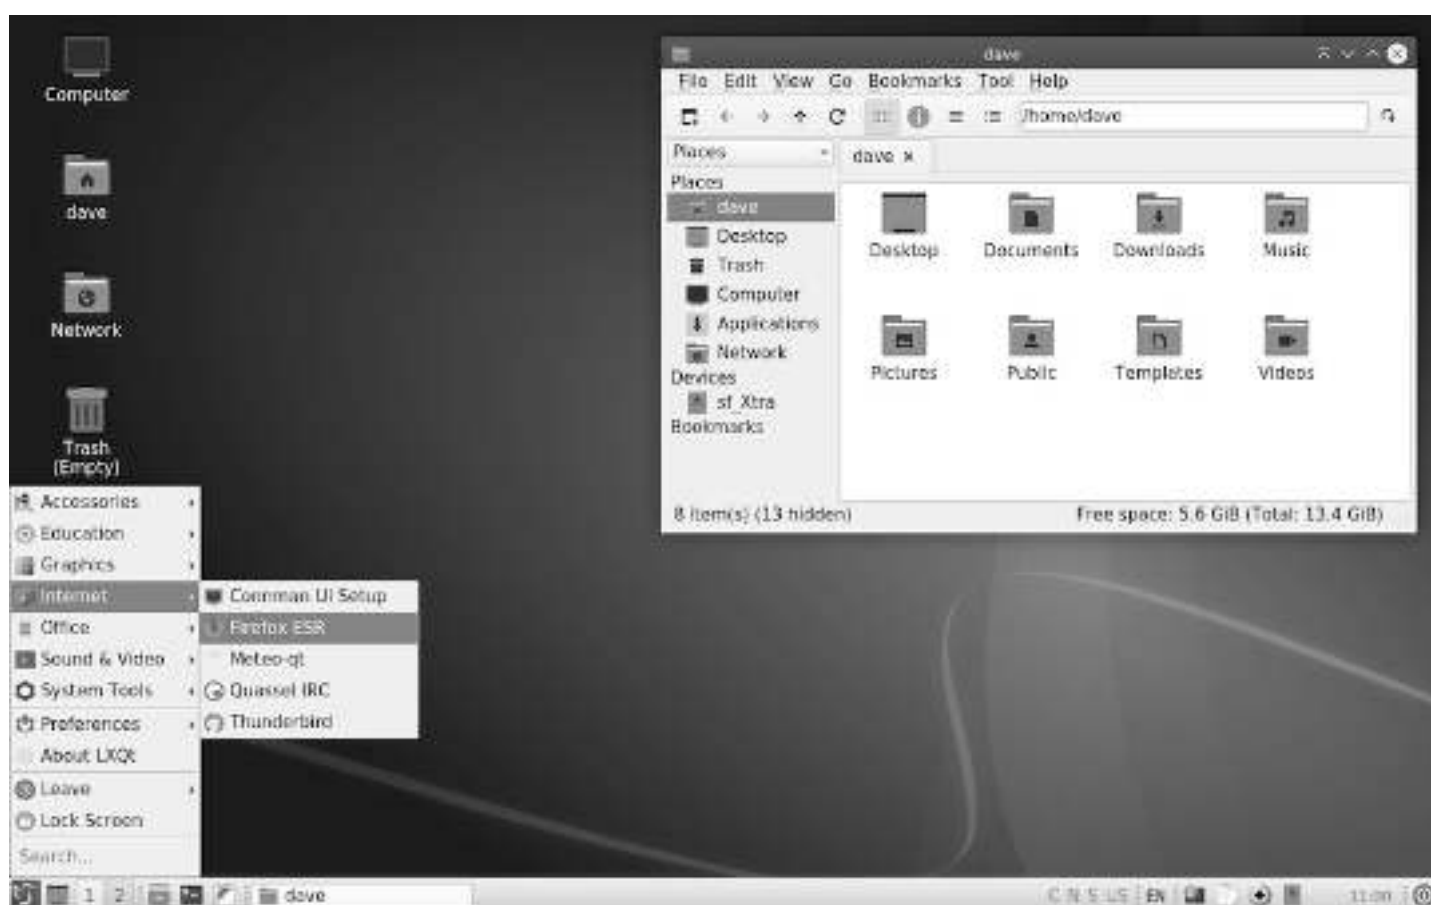 Computer
dave
Network
Trash
(Empty)
dave
File Edit View Go Bookmarks Tool Help
/home/dave
Places
dave
Places
dave
Desktop
Trash
Computer
Applications
Network
Devices
sf_Xtra
Bookmarks
Desktop
Documents
Downloads
Music
Pictures
Public
Templates
Videos
8 item(s) (13 hidden)
Free space: 5.6 GiB (Total: 13.4 GiB)
Accessories
Education
Graphics
Internet
Office
Sound & Video
System Tools
Preferences
About LXQt
Leave
Lock Screen
Search...
Connman UI Setup
Firefox ESR
Meteo-qt
Quassel IRC
Thunderbird
1 2
dave
C N S US EN
11:00